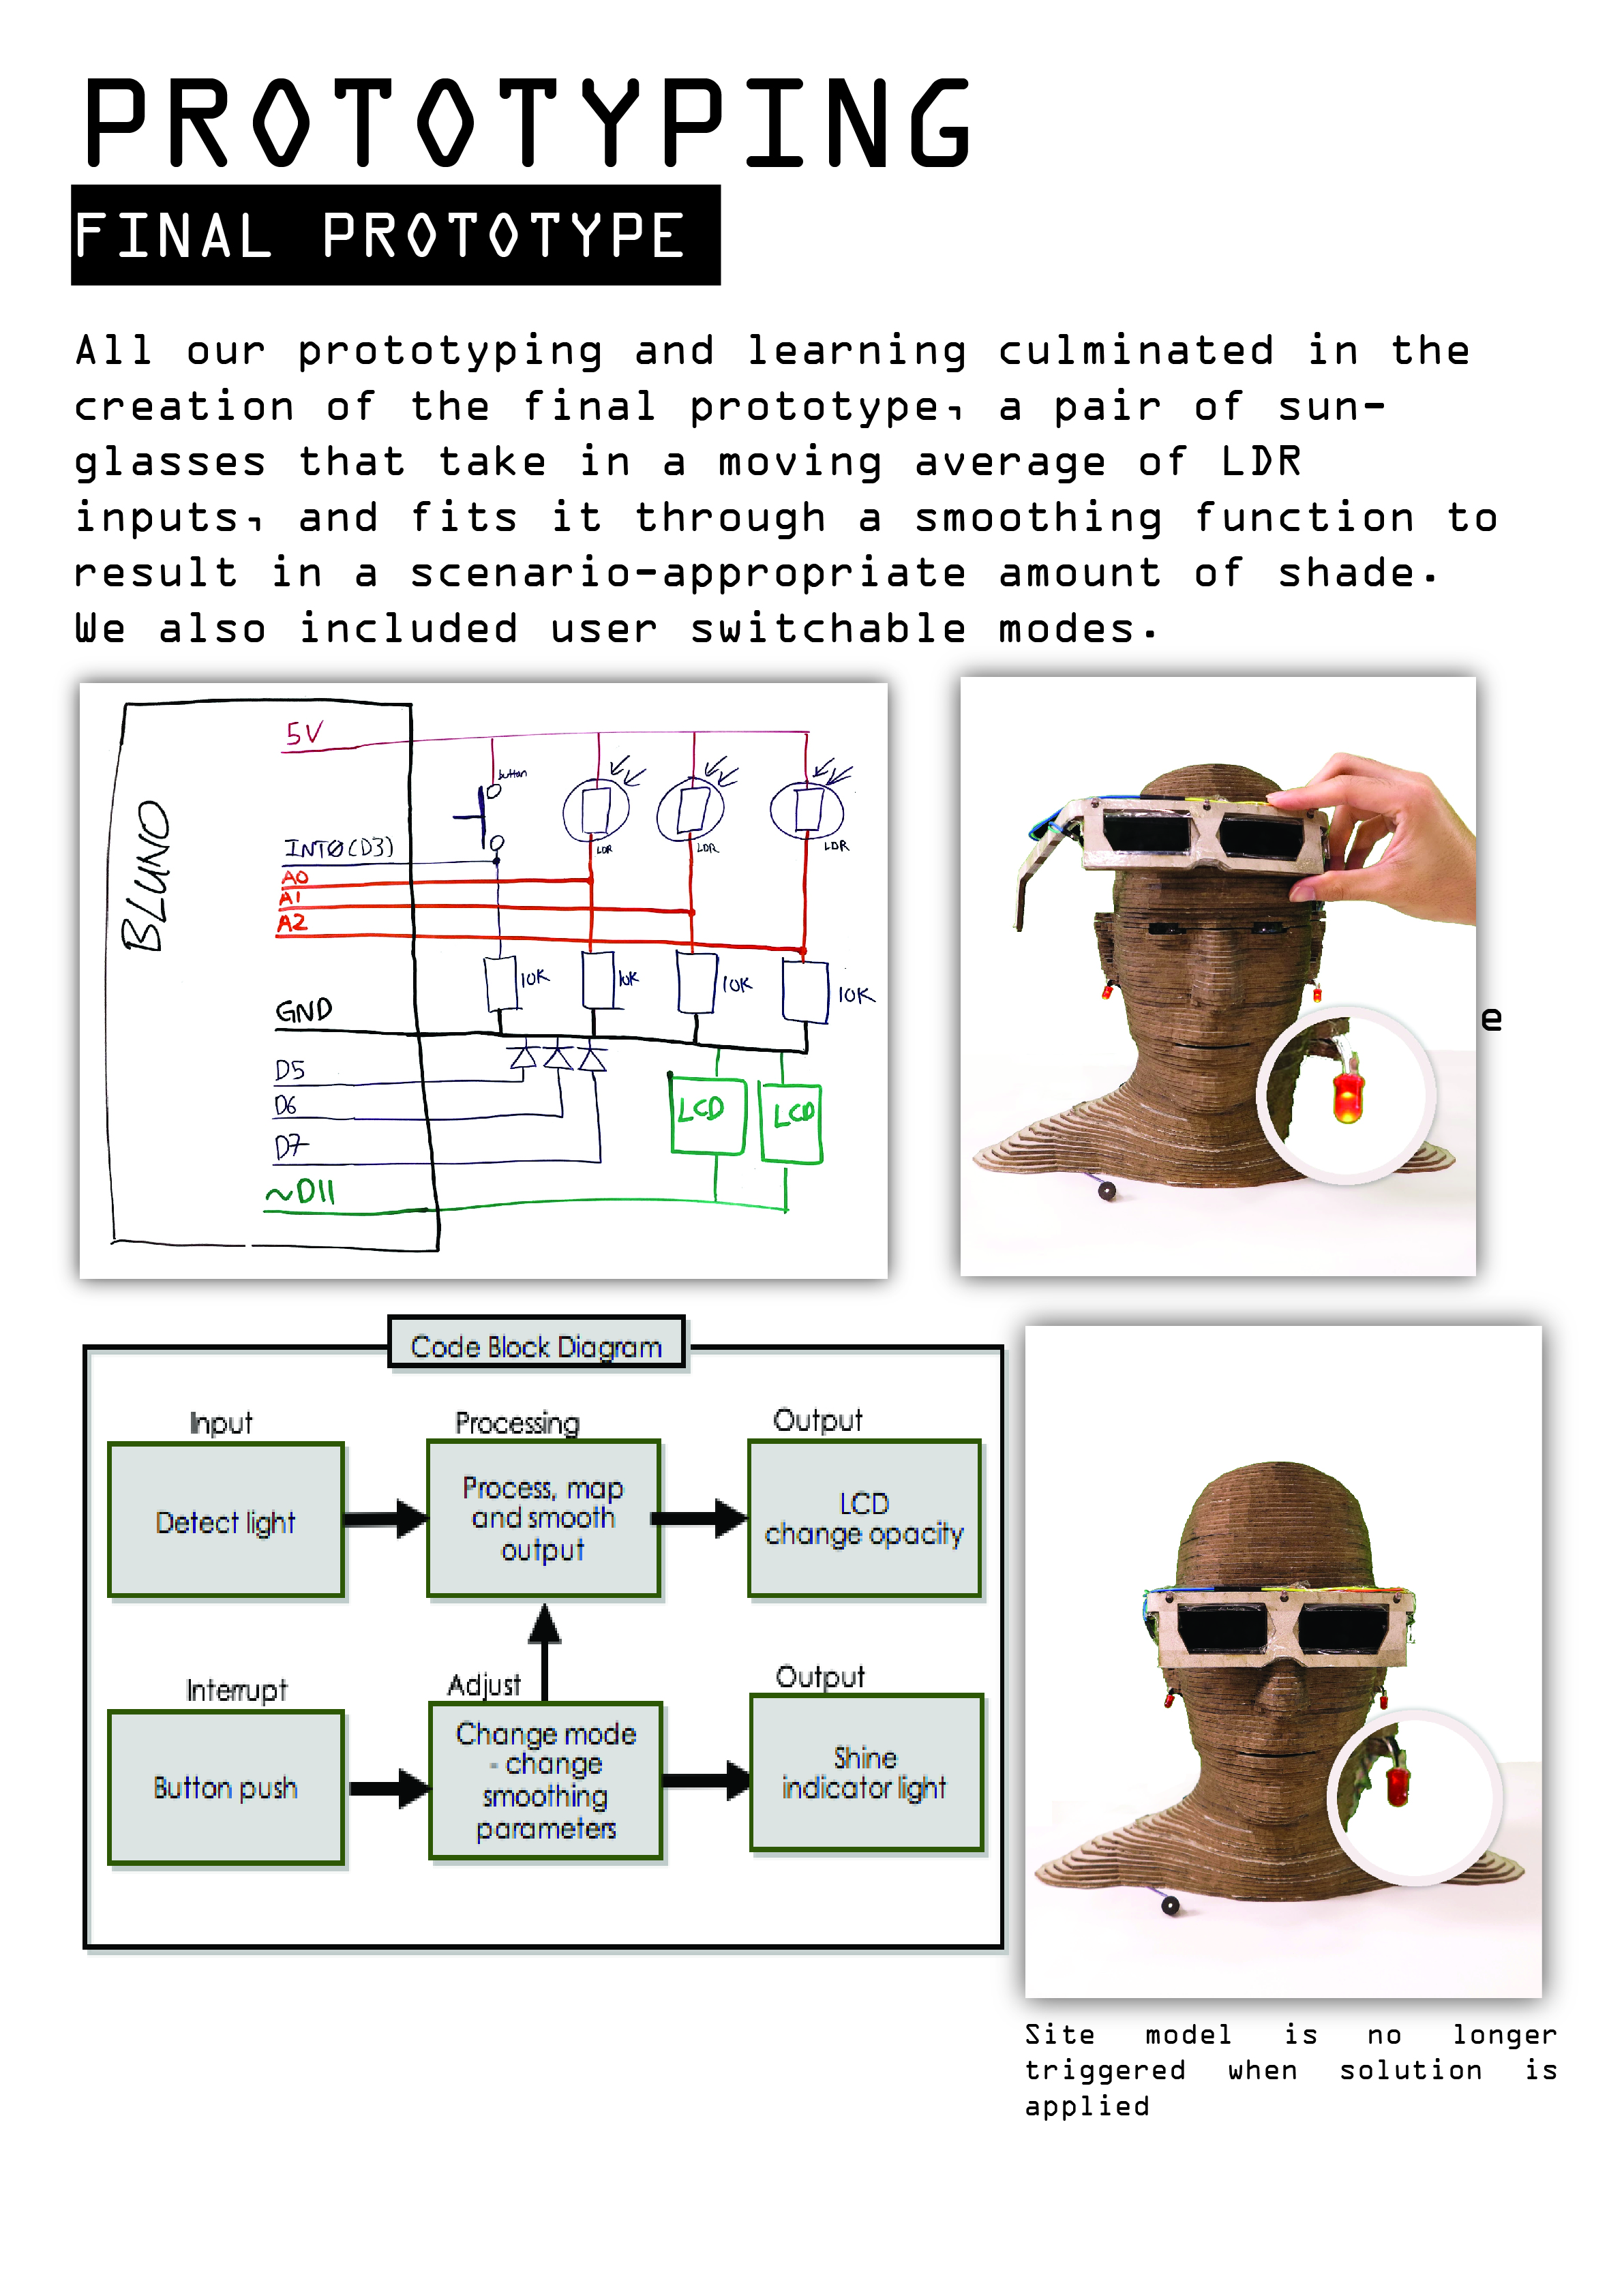 PROTOTYPING
FINAL PROTOTYPE
All our prototyping and learning culminated in the
creation of the final prototype, a pair of sun-
glasses that take in a moving average of LDR
inputs, and fits it through a smoothing function to
result in a scenario-appropriate amount of shade.
We also included user switchable modes.
BLUNO
5V
button
INT0(D3)
LDR
LDR
LDR
A0
A1
A2
10K
10K
10K
10K
GND
D5
D6
D7
LCD
LCD
~D11
e
Code Block Diagram
Input
Processing
Output
Detect light
Process, map
and smooth
output
LCD
change opacity
Interrupt
Adjust
Output
Button push
Change mode
- change
smoothing
parameters
Shine
indicator light
Site model is no longer
triggered when solution is
applied